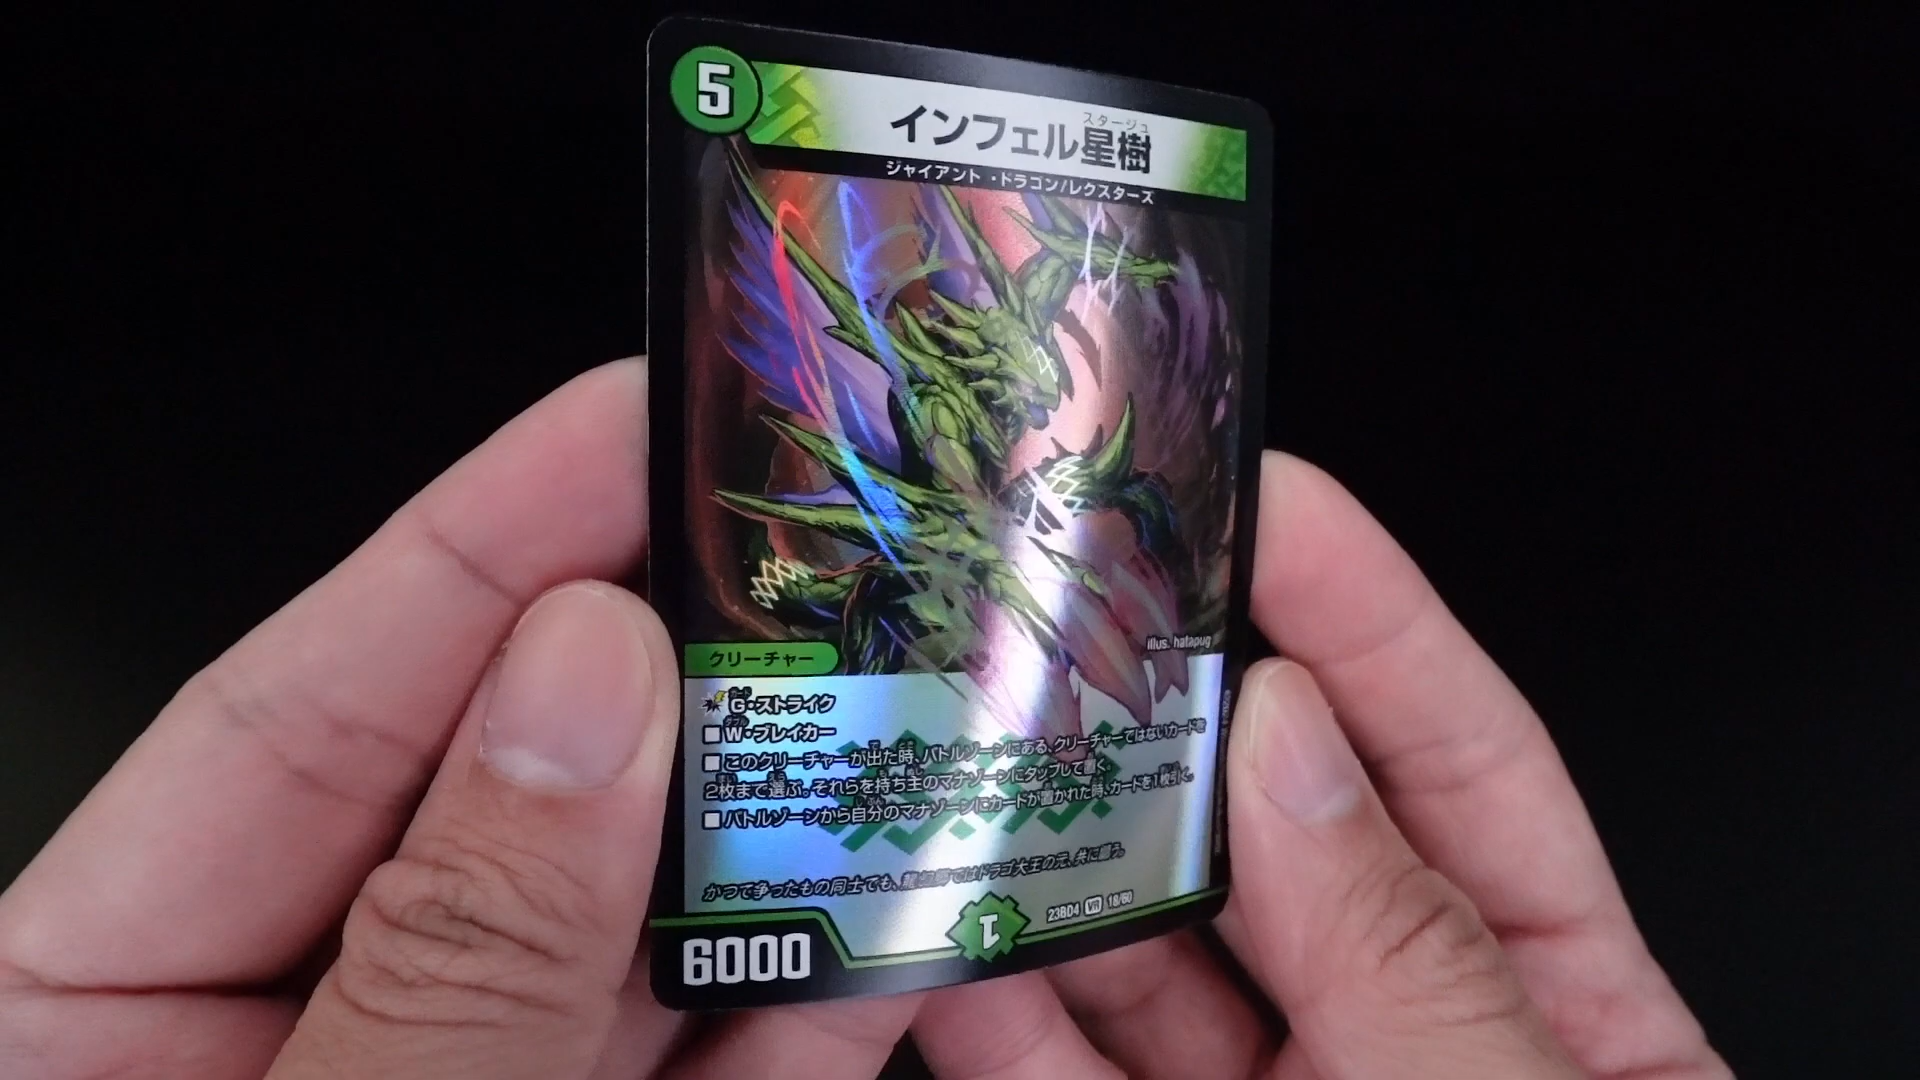 5
スタージュ
インフェル星樹
ジャイアント・ドラゴン/レクスターズ
illus. hatapug
クリーチャー
ガード
G・ストライク
ダブル
■W・ブレイカー
■このクリーチャーが出た時、バトルゾーンにある、クリーチャーではないカードを
2枚まで選ぶ。それらを持ち主のマナゾーンにタップして置く。
■バトルゾーンから自分のマナゾーンにカードが置かれた時、カードを1枚引く。
かつて争ったもの同士でも、ではドラゴ大王の元、共に
6000
1
23BD4 VR 18/60